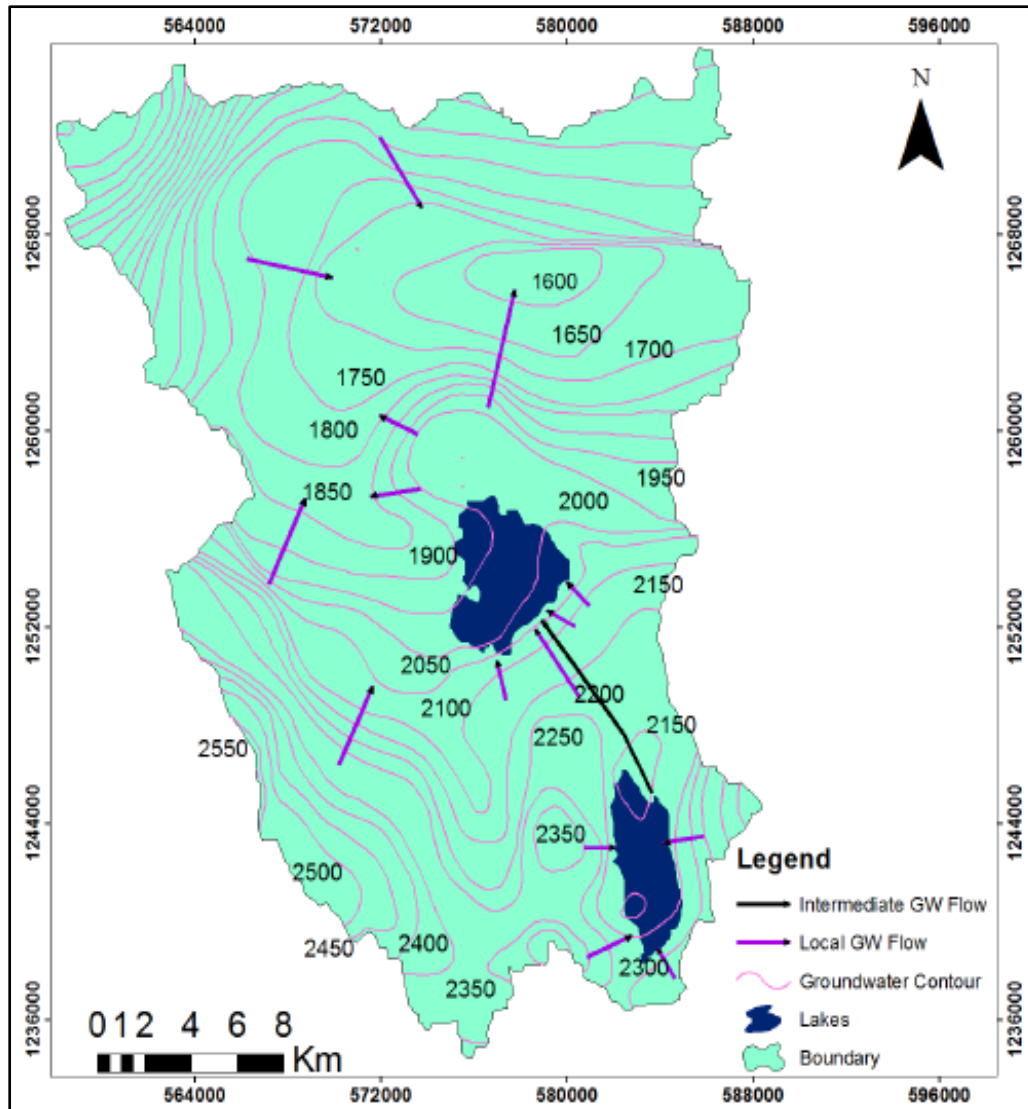 564000 572000 580000 588000 596000
N
1268000 1268000
1600
1650
1700
1750
1800
1260000 1260000
1950
1850
2000
1900
2150
1252000 1252000
2050
2200
2100
2150
2250
2550
1244000 1244000
2350
Legend
2500
Intermediate GW Flow
2450
2400
Local GW Flow
2300
2350
Groundwater Contour
1236000 1236000
Lakes
0 1 2 4 6 8
Km
Boundary
564000 572000 580000 588000 596000